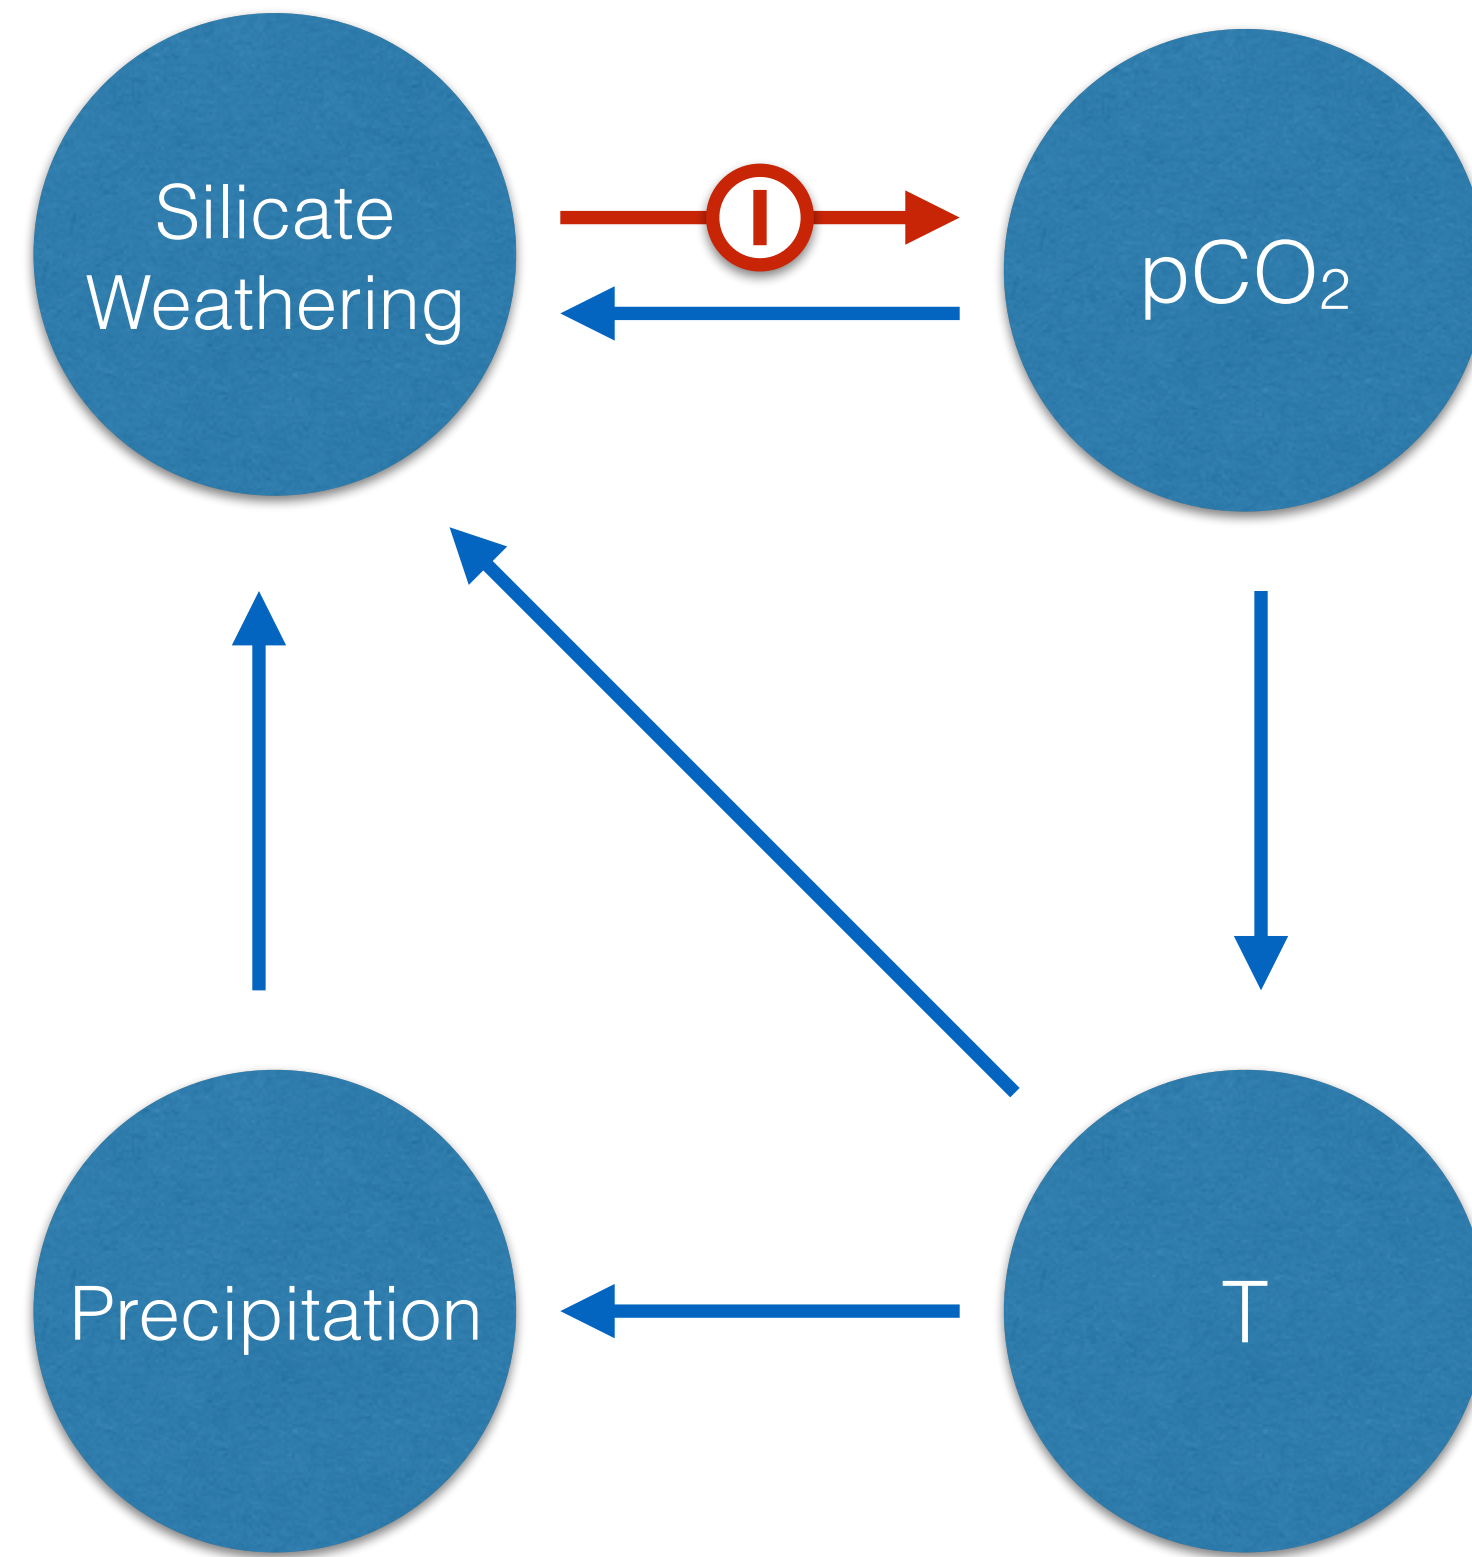 Silicate
Weathering
pCO₂
Precipitation
T